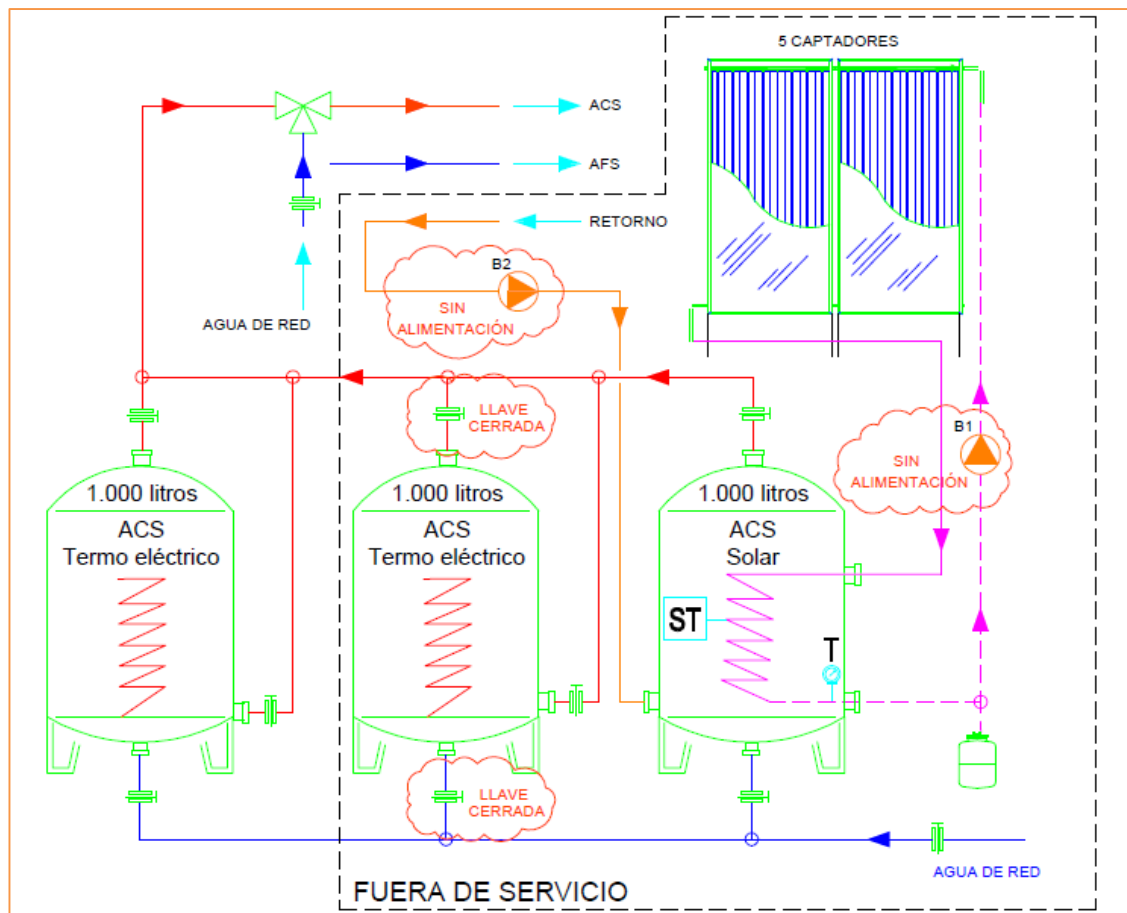 5 CAPTADORES
ACS
AFS
RETORNO
B2
SIN
ALIMENTACIÓN
AGUA DE RED
LLAVE
CERRADA
B1
SIN
ALIMENTACIÓN
1.000 litros
ACS
Termo eléctrico
1.000 litros
ACS
Termo eléctrico
1.000 litros
ACS
Solar
ST
T
LLAVE
CERRADA
AGUA DE RED
FUERA DE SERVICIO